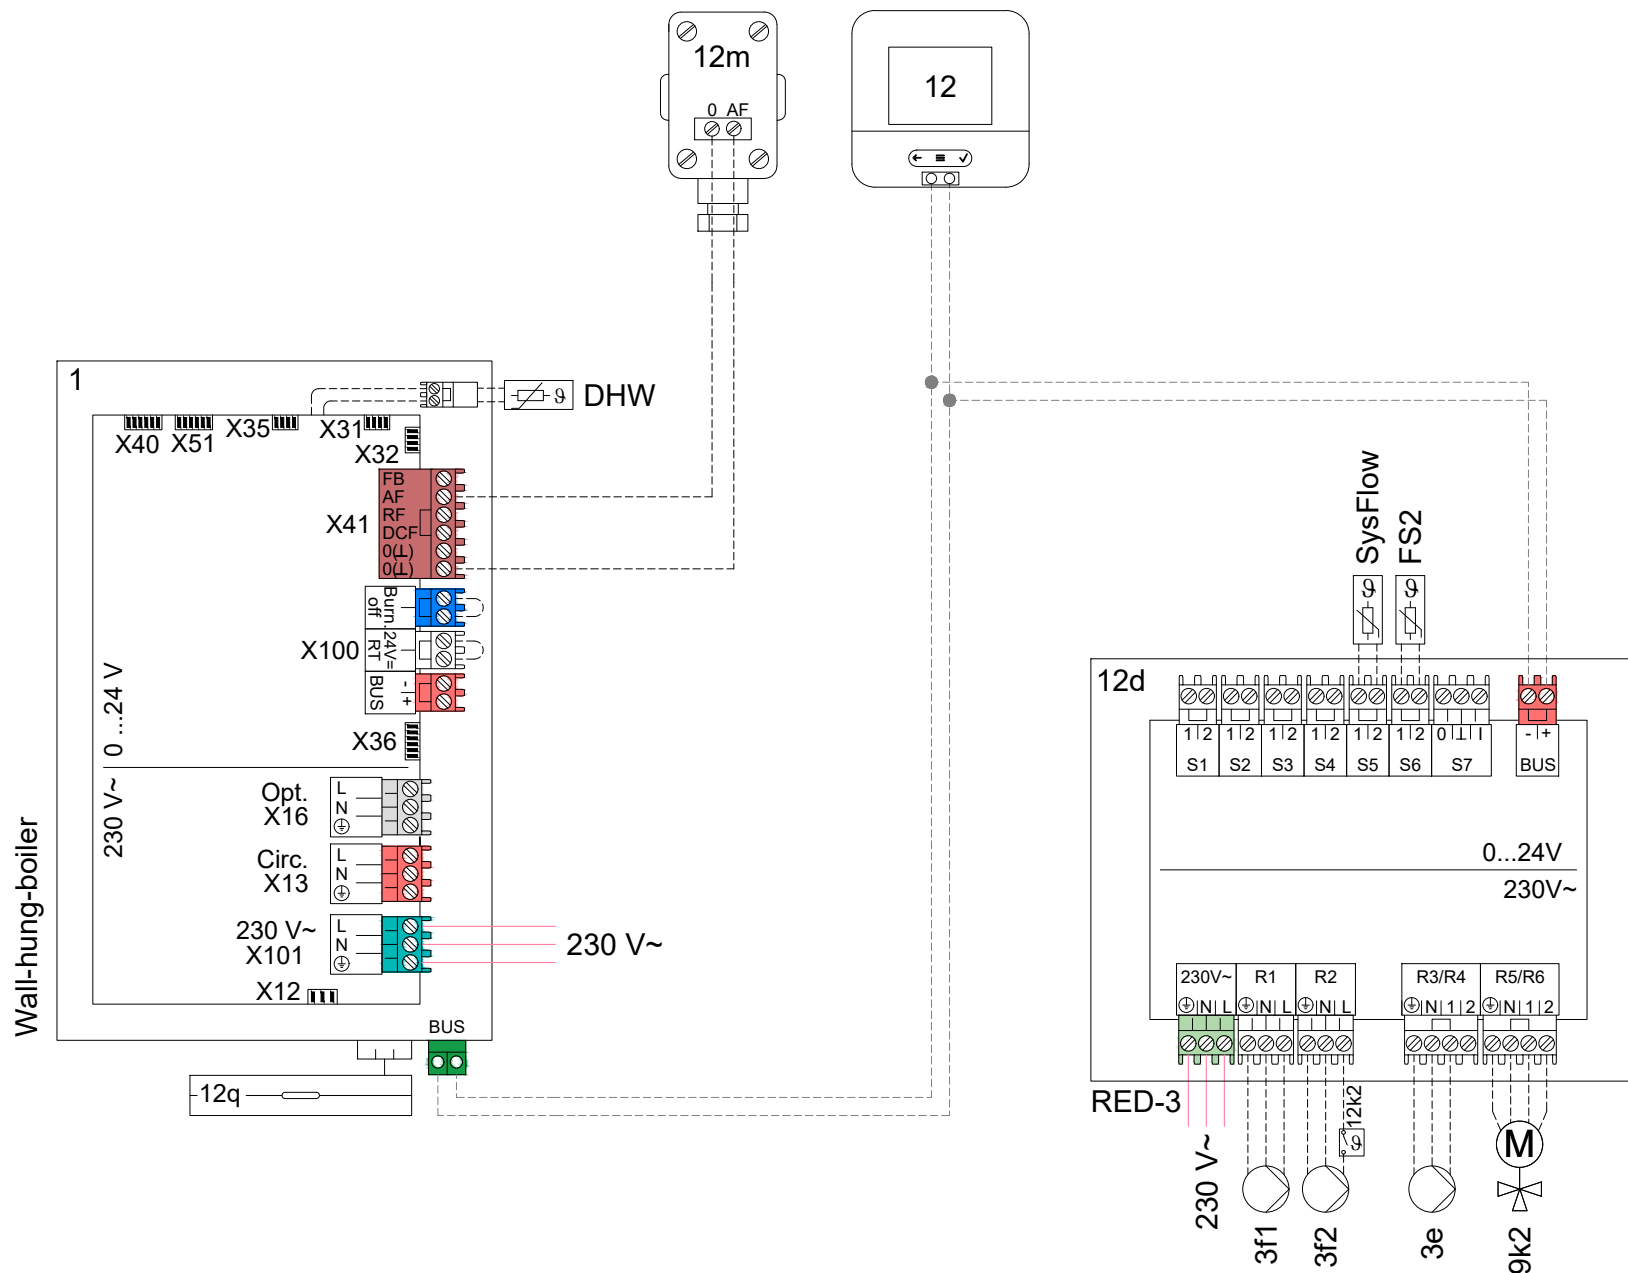 12m
0 AF
12
1
DHW
X40
X51
X35
X31
X32
FB
AF
RF
DCF
0(⊥)
0(⊥)
X41
Burn.
off
24V=
RT
X100
BUS
-
+
X36
0 ...24 V
230 V~
Opt.
X16
L
N
Circ.
X13
L
N
230 V~
X101
L
N
230 V~
X12
Wall-hung-boiler
BUS
12q
SysFlow
FS2
12d
1|2
1|2
1|2
1|2
1|2
1|2
0|⊥|I
-|+
S1
S2
S3
S4
S5
S6
S7
BUS
0...24V
230V~
230V~
R1
R2
R3/R4
R5/R6
⏚|N|L
⏚|N|L
⏚|N|L
⏚|N|1|2
⏚|N|1|2
RED-3
12k2
230 V~
3f1
3f2
3e
M
9k2